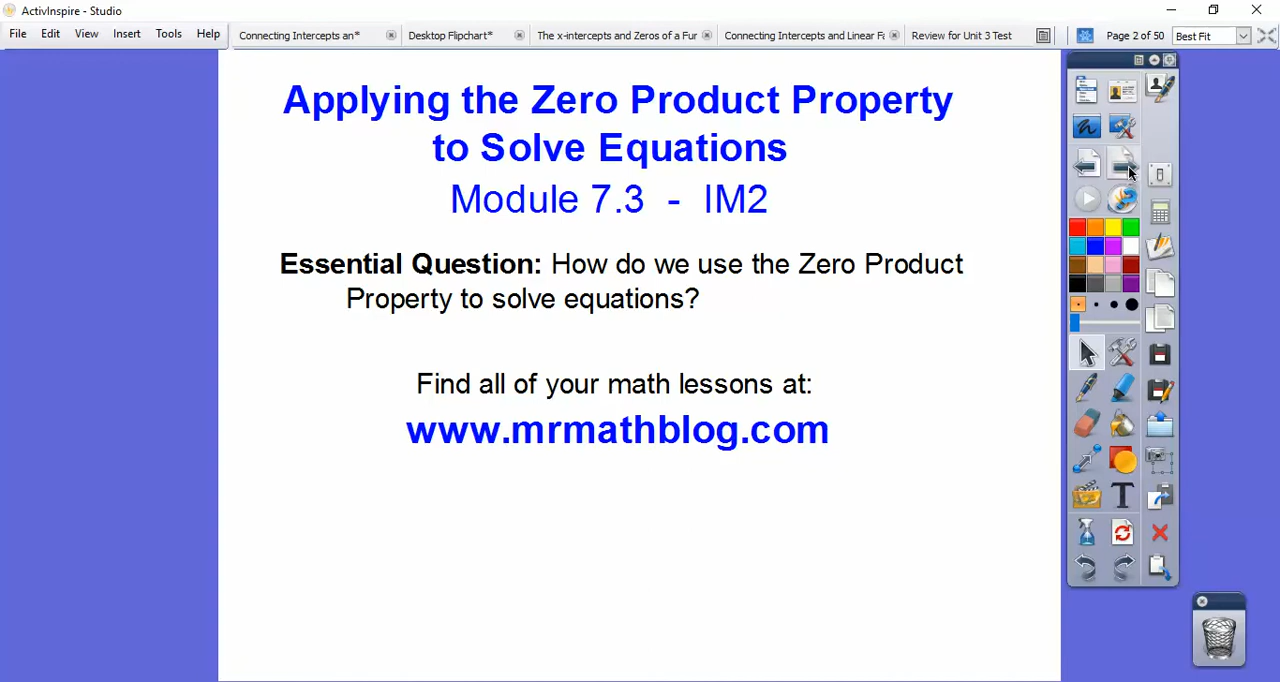 ActivInspire - Studio
File Edit View Insert Tools Help
Connecting Intercepts an* Desktop Flipchart* The x-intercepts and Zeros of a Fur Connecting Intercepts and Linear Fa Review for Unit 3 Test Page 2 of 50 Best Fit
Applying the Zero Product Property
to Solve Equations
Module 7.3 - IM2
Essential Question: How do we use the Zero Product
Property to solve equations?
Find all of your math lessons at:
www.mrmathblog.com